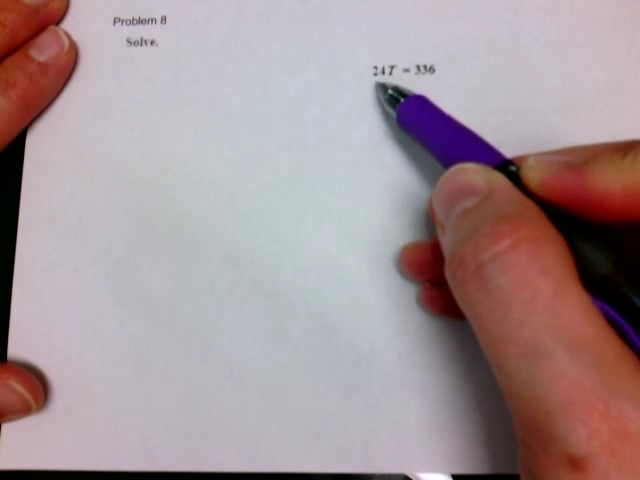 Problem 8
Solve.
24T = 336